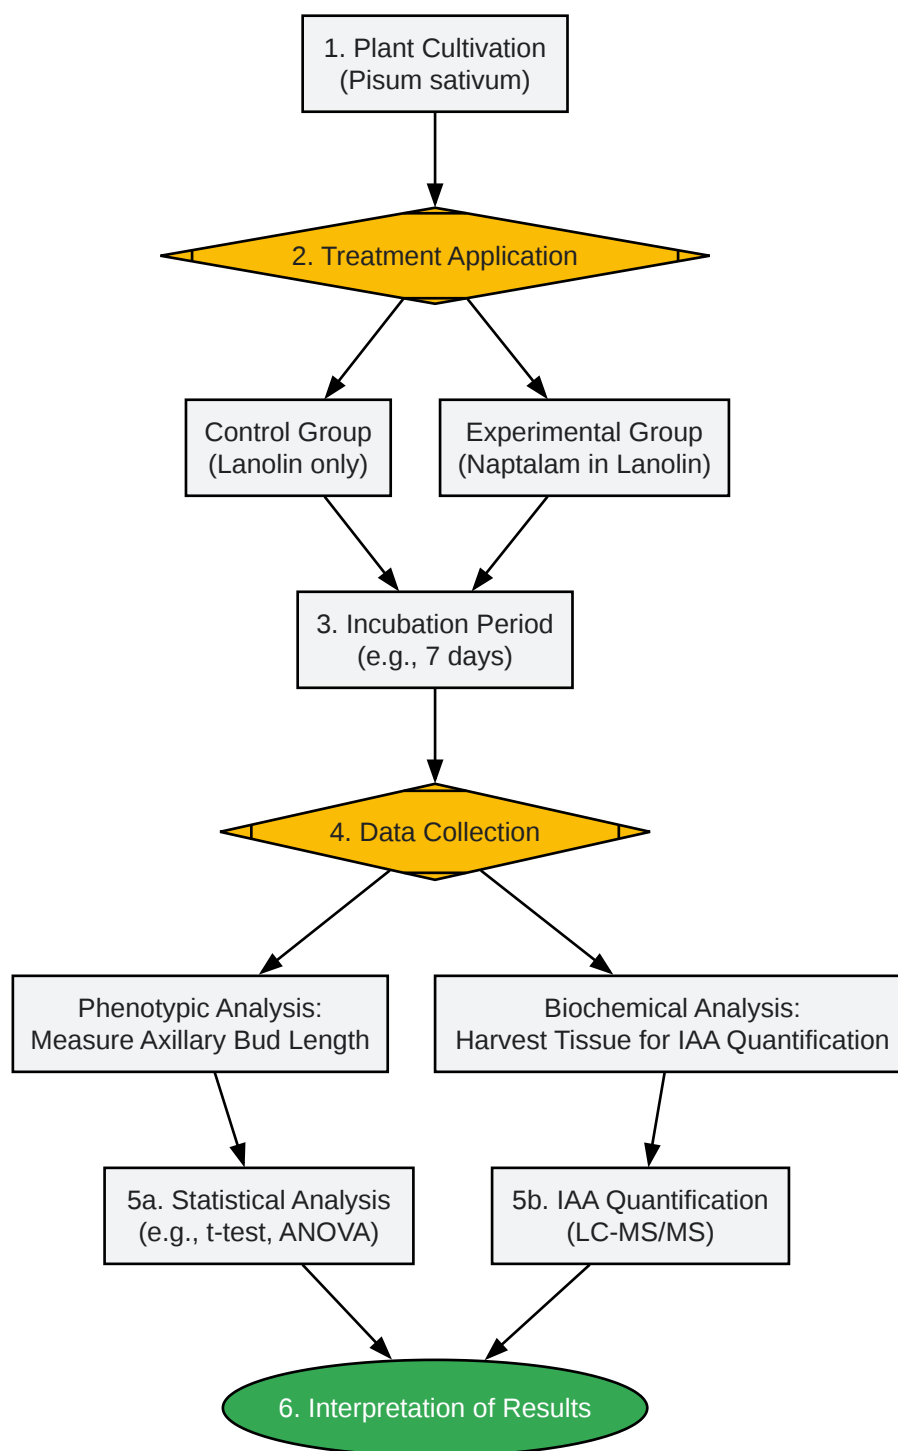 1. Plant Cultivation
(Pisum sativum)
2. Treatment Application
Control Group
(Lanolin only)
Experimental Group
(Naptalam in Lanolin)
3. Incubation Period
(e.g., 7 days)
4. Data Collection
Phenotypic Analysis:
Measure Axillary Bud Length
Biochemical Analysis:
Harvest Tissue for IAA Quantification
5a. Statistical Analysis
(e.g., t-test, ANOVA)
5b. IAA Quantification
(LC-MS/MS)
6. Interpretation of Results